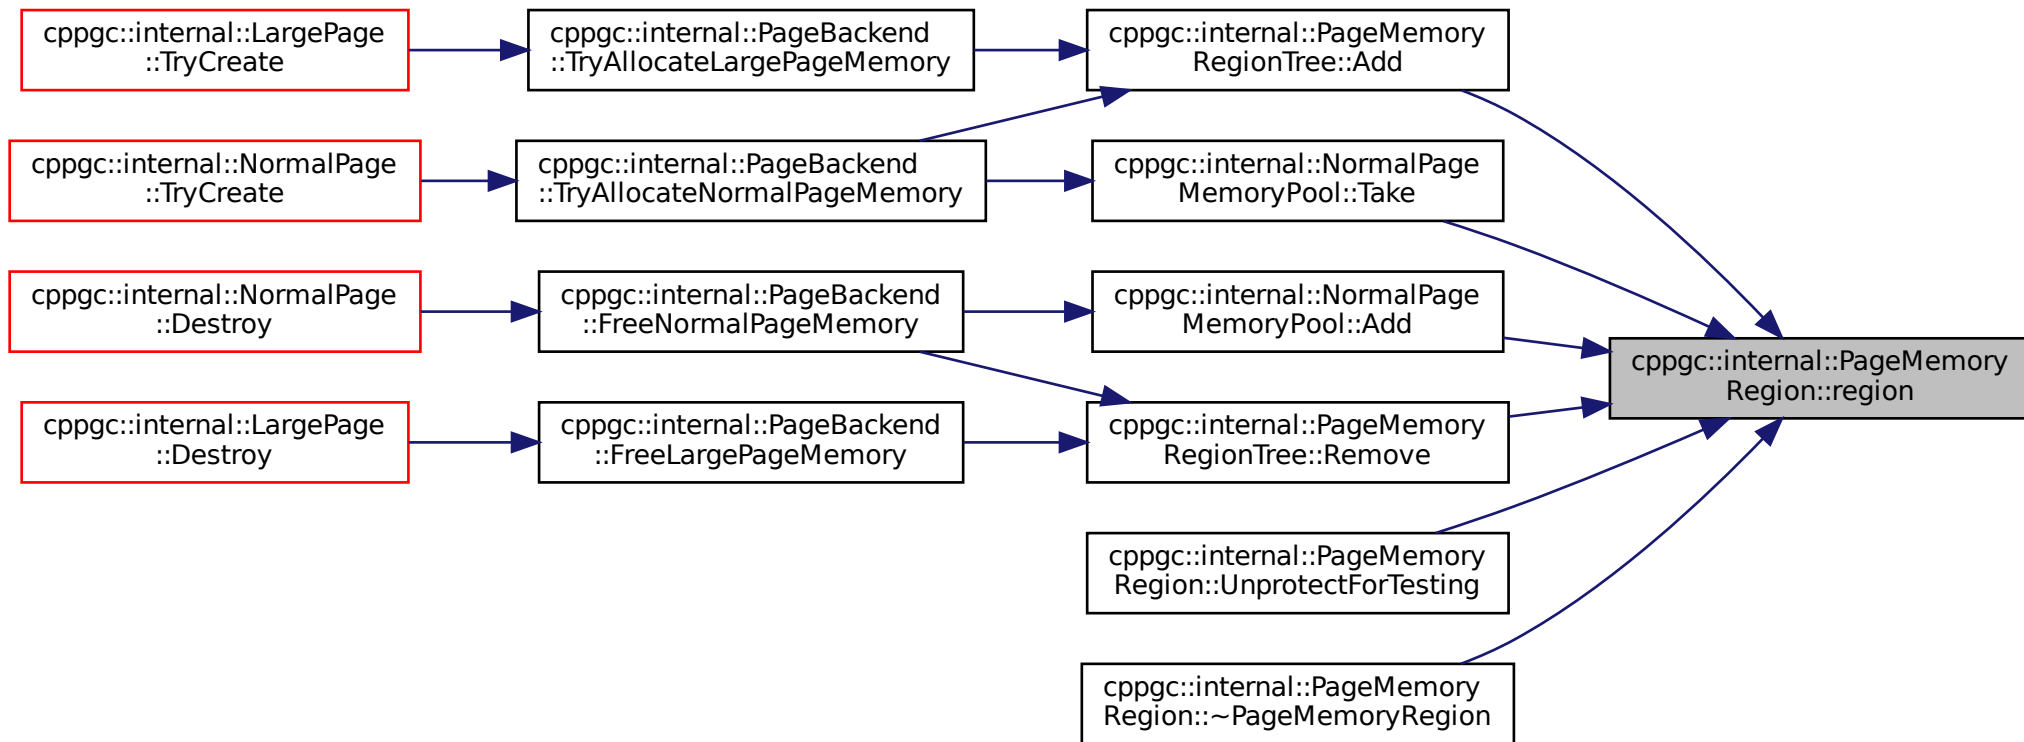 cppgc::internal::LargePage
::TryCreate
cppgc::internal::PageBackend
::TryAllocateLargePageMemory
cppgc::internal::PageMemory
RegionTree::Add
cppgc::internal::NormalPage
::TryCreate
cppgc::internal::PageBackend
::TryAllocateNormalPageMemory
cppgc::internal::NormalPage
MemoryPool::Take
cppgc::internal::NormalPage
::Destroy
cppgc::internal::PageBackend
::FreeNormalPageMemory
cppgc::internal::NormalPage
MemoryPool::Add
cppgc::internal::PageMemory
Region::region
cppgc::internal::LargePage
::Destroy
cppgc::internal::PageBackend
::FreeLargePageMemory
cppgc::internal::PageMemory
RegionTree::Remove
cppgc::internal::PageMemory
Region::UnprotectForTesting
cppgc::internal::PageMemory
Region::~PageMemoryRegion